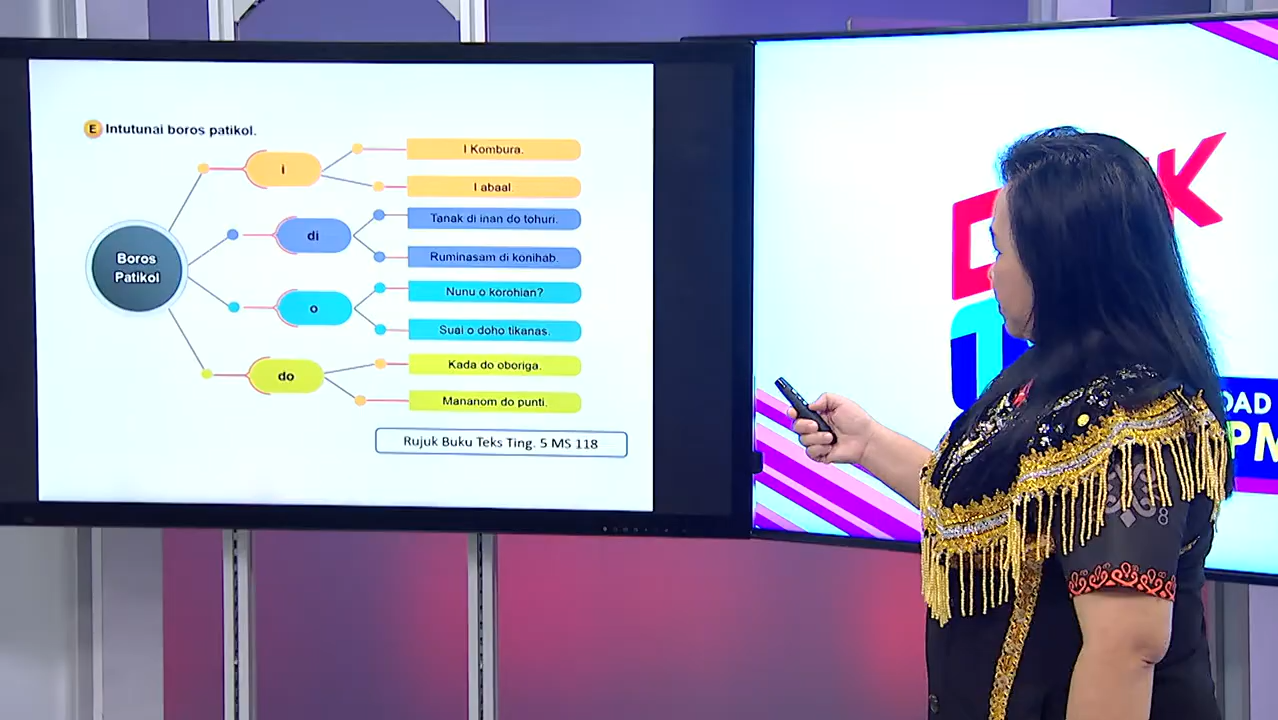 E Intutunai boros patikol.
Boros
Patikol
i
I Kombura.
I abaal.
di
Tanak di inan do tohuri.
Ruminasam di konihab.
o
Nunu o korohian?
Suai o doho tikanas.
do
Kada do oboriga.
Mananom do punti.
Rujuk Buku Teks Ting. 5 MS 118